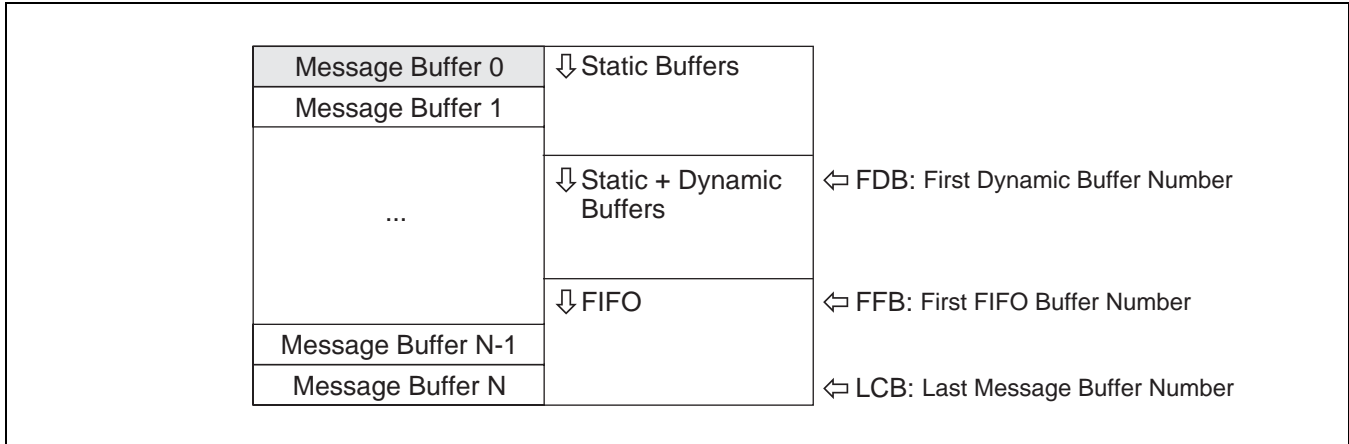 Message Buffer 0
⇩ Static Buffers
Message Buffer 1
⇩ Static + Dynamic
Buffers
⇦ FDB: First Dynamic Buffer Number
...
⇩ FIFO
⇦ FFB: First FIFO Buffer Number
Message Buffer N-1
Message Buffer N
⇦ LCB: Last Message Buffer Number